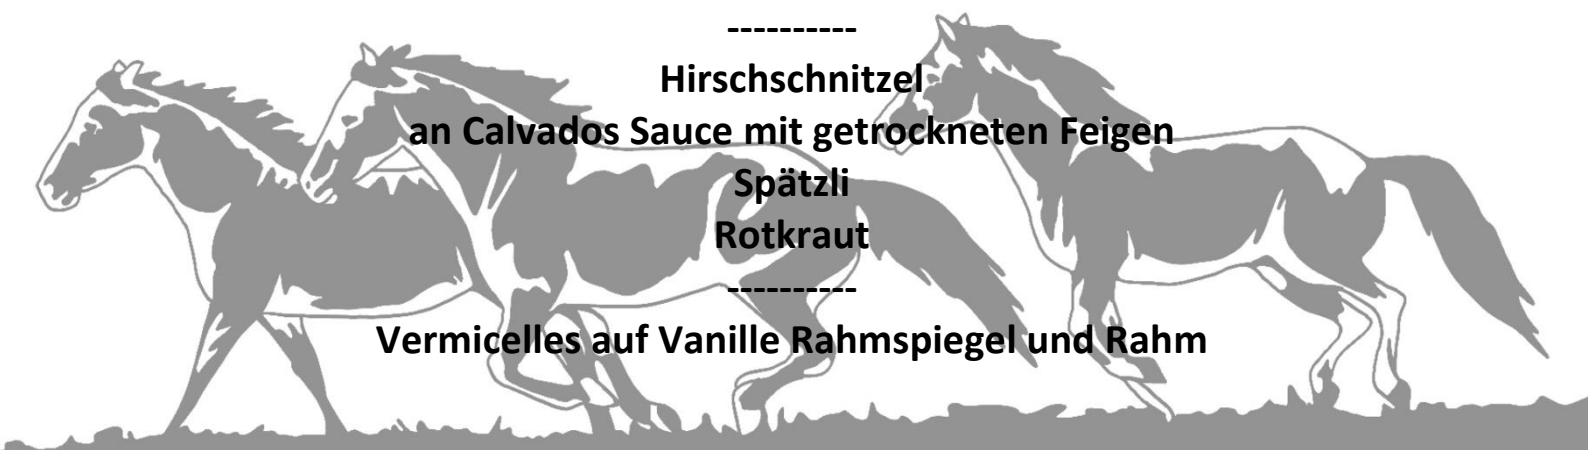 ----------
Hirschschnitzel
an Calvados Sauce mit getrockneten Feigen
Spätzli
Rotkraut
----------
Vermicelles auf Vanille Rahmspiegel und Rahm